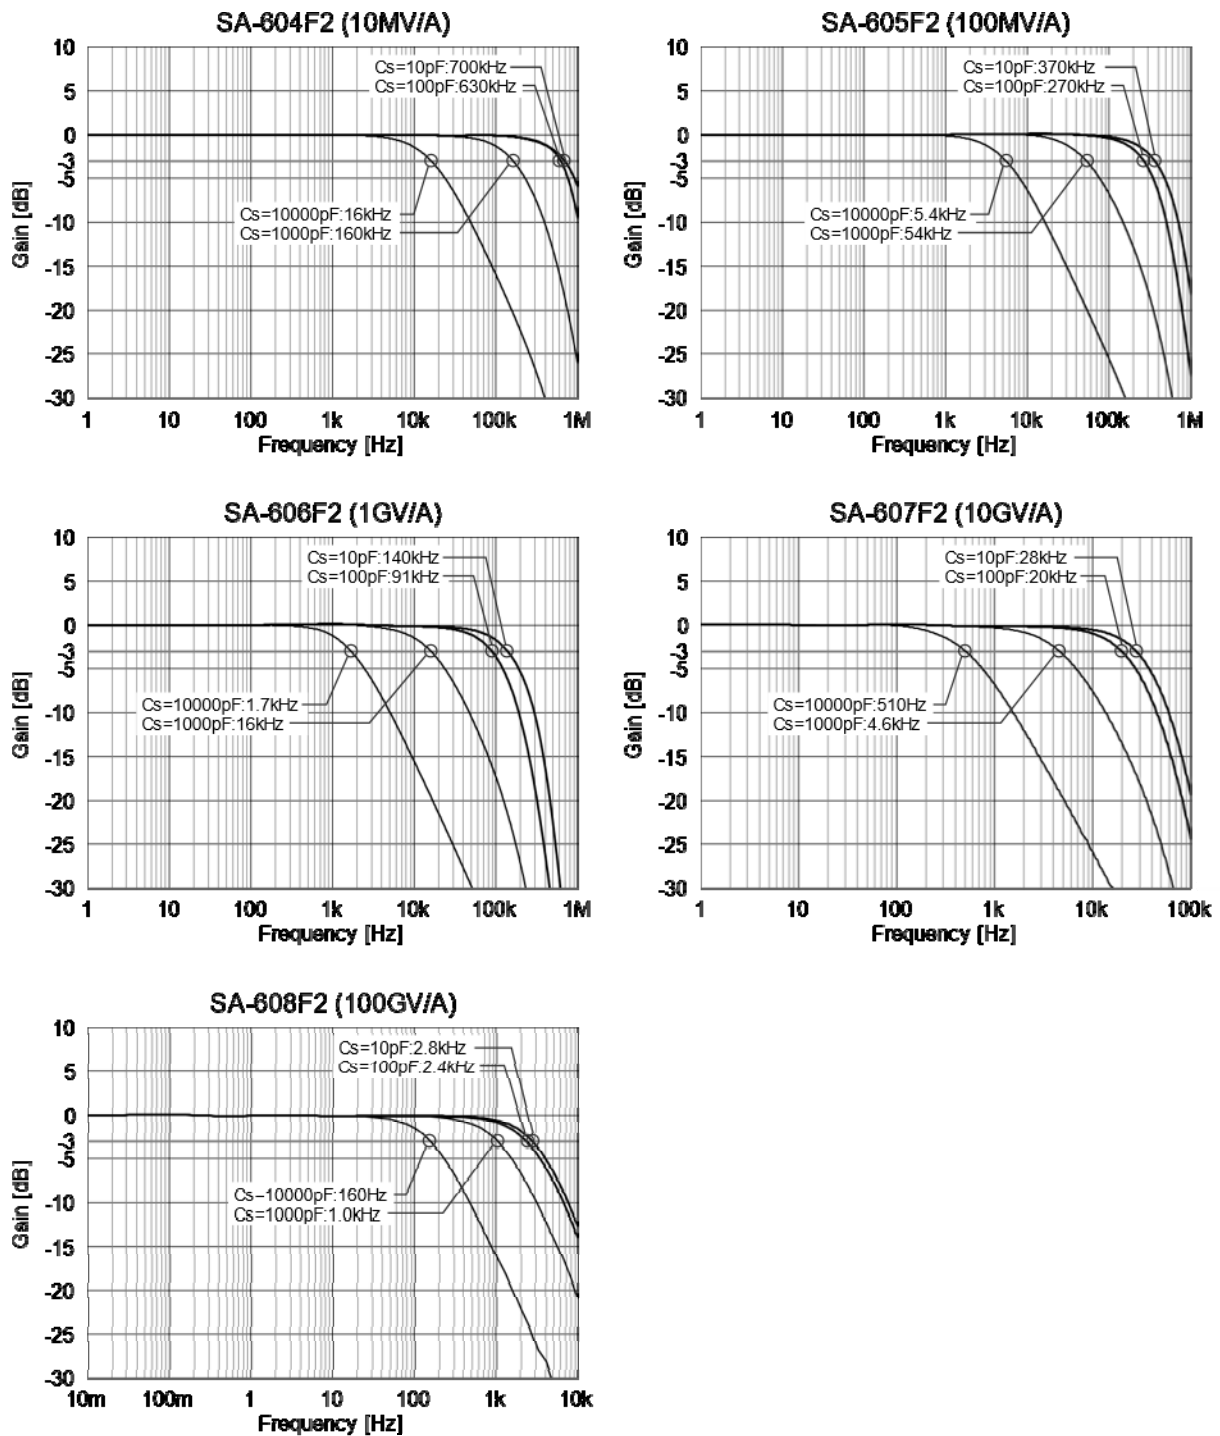 SA-604F2 (10MV/A)
10
5
0
-3
-5
-10
-15
-20
-25
-30
Gain [dB]
Cs=10pF:700kHz
Cs=100pF:630kHz
Cs=10000pF:16kHz
Cs=1000pF:160kHz
1 10 100 1k 10k 100k 1M
Frequency [Hz]
SA-605F2 (100MV/A)
10
5
0
-3
-5
-10
-15
-20
-25
-30
Gain [dB]
Cs=10pF:370kHz
Cs=100pF:270kHz
Cs=10000pF:5.4kHz
Cs=1000pF:54kHz
1 10 100 1k 10k 100k 1M
Frequency [Hz]
SA-606F2 (1GV/A)
10
5
0
-3
-5
-10
-15
-20
-25
-30
Gain [dB]
Cs=10pF:140kHz
Cs=100pF:91kHz
Cs=10000pF:1.7kHz
Cs=1000pF:16kHz
1 10 100 1k 10k 100k 1M
Frequency [Hz]
SA-607F2 (10GV/A)
10
5
0
-3
-5
-10
-15
-20
-25
-30
Gain [dB]
Cs=10pF:28kHz
Cs=100pF:20kHz
Cs=10000pF:510Hz
Cs=1000pF:4.6kHz
1 10 100 1k 10k 100k
Frequency [Hz]
SA-608F2 (100GV/A)
10
5
0
-3
-5
-10
-15
-20
-25
-30
Gain [dB]
Cs=10pF:2.8kHz
Cs=100pF:2.4kHz
Cs–10000pF:160Hz
Cs=1000pF:1.0kHz
10m 100m 1 10 100 1k 10k
Frequency [Hz]